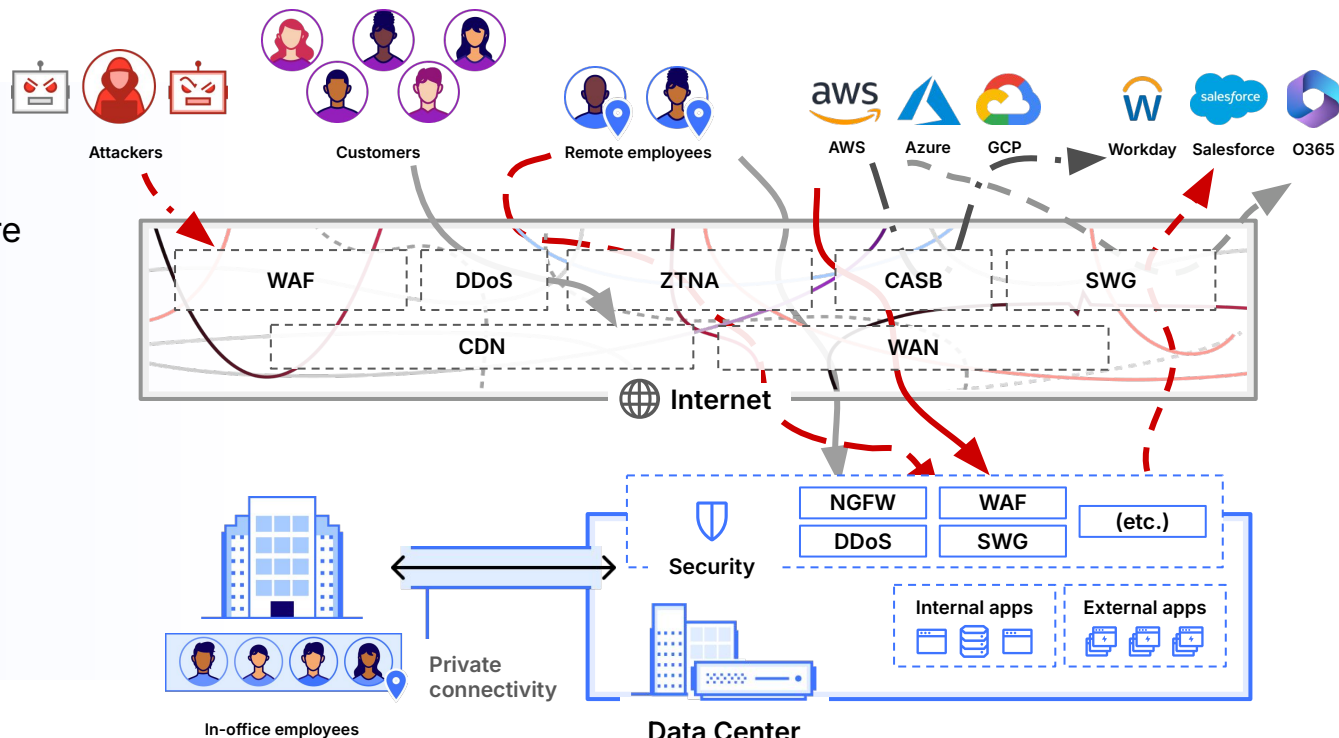 aws
salesforce
Attackers
Customers
Remote employees
AWS
Azure
GCP
Workday
Salesforce
O365
WAF
DDoS
ZTNA
CASB
SWG
CDN
WAN
Internet
NGFW
WAF
(etc.)
DDoS
SWG
Security
Internal apps
External apps
Private
connectivity
In-office employees
Data Center